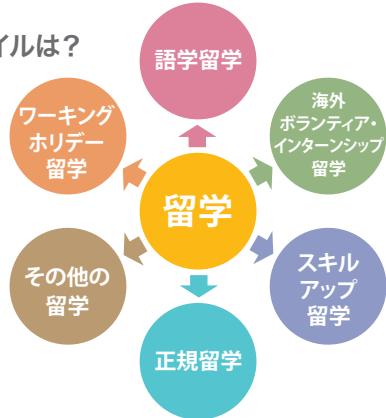 イルは？
語学留学
ワーキング
ホリデー
留学
海外
ボランティア・
インターンシップ
留学
留学
その他の
留学
スキル
アップ
留学
正規留学